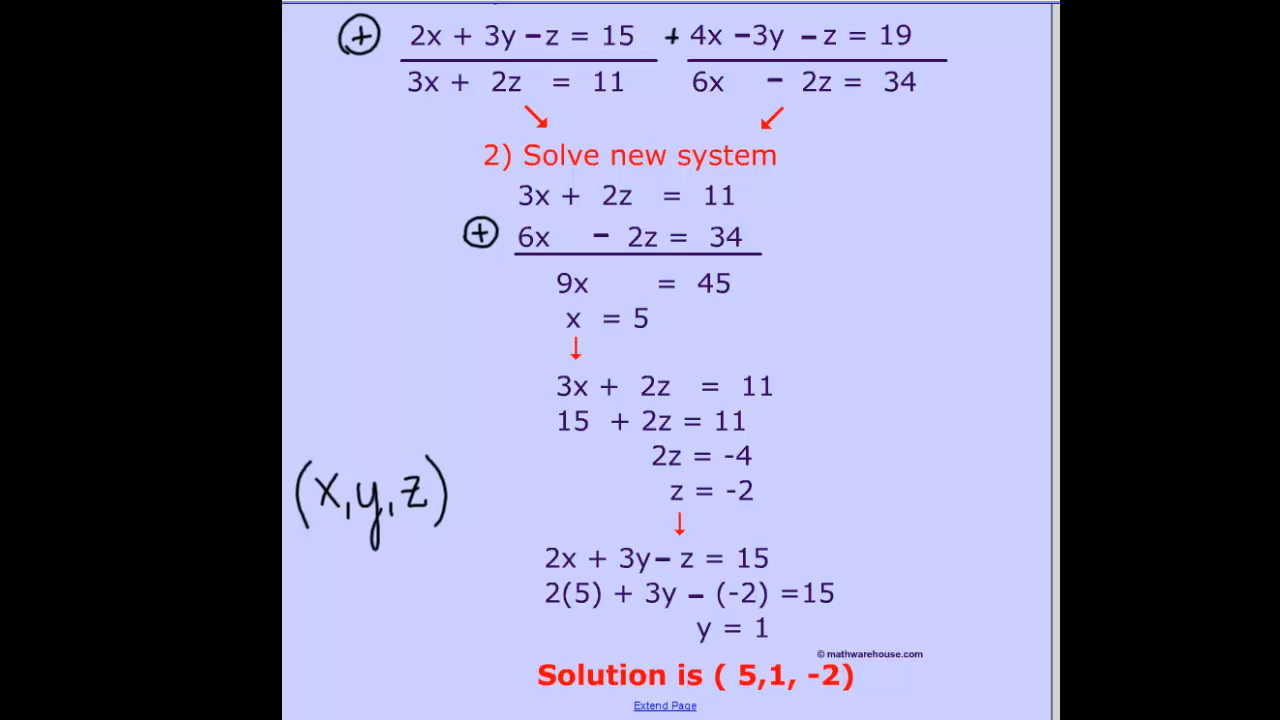 ⊕ 2x + 3y − z = 15 + 4x −3y − z = 19
3x + 2z = 11 6x − 2z = 34
↘ ↙
2) Solve new system
3x + 2z = 11
⊕ 6x − 2z = 34
9x = 45
x = 5
↓
3x + 2z = 11
15 + 2z = 11
2z = -4
(x,y,z)
z = -2
↓
2x + 3y − z = 15
2(5) + 3y − (-2) =15
y = 1
© mathwarehouse.com
Solution is ( 5,1, -2)
Extend Page